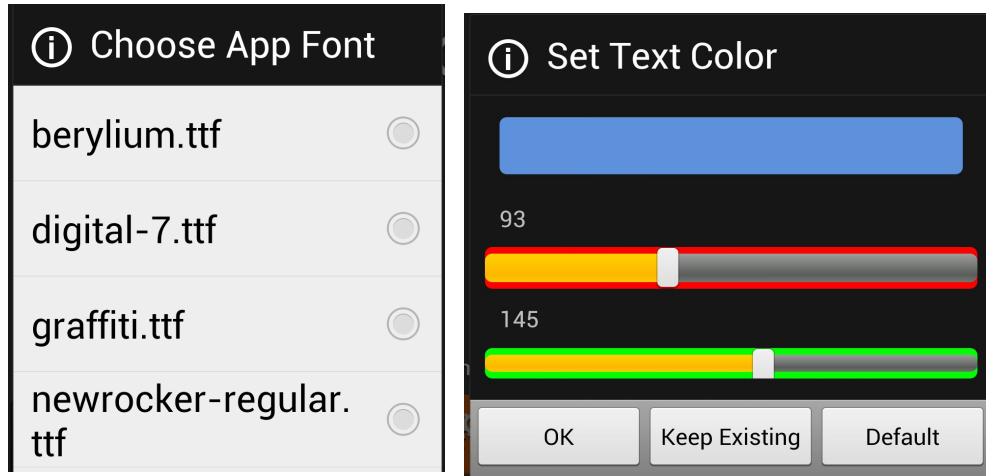 Choose App Font
berylium.ttf
digital-7.ttf
graffiti.ttf
newrocker-regular.
ttf
Set Text Color
93
145
OK
Keep Existing
Default